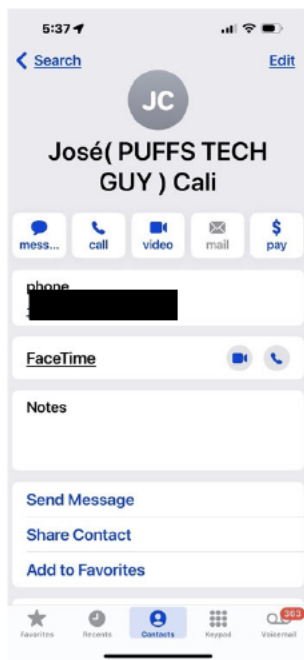 5:37
Search
Edit
JC
José( PUFFS TECH
GUY ) Cali
mess...
call
video
mail
$
pay
phone
FaceTime
Notes
Send Message
Share Contact
Add to Favorites
363
Favorites
Recents
Contacts
Keypad
Voicemail